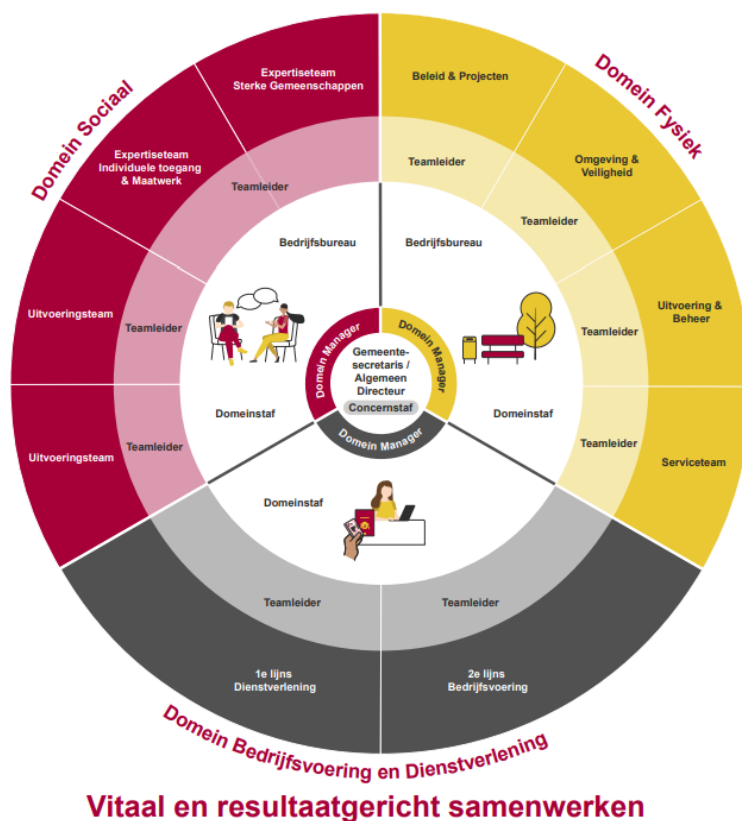 Domein Sociaal
Domein Fysiek
Expertiseteam
Sterke Gemeenschappen
Beleid & Projecten
Expertiseteam
Individuele toegang
& Maatwerk
Omgeving &
Veiligheid
Teamleider
Teamleider
Teamleider
Bedrijfsbureau
Bedrijfsbureau
Uitvoeringsteam
Teamleider
Teamleider
Uitvoering &
Beheer
Domein Manager
Domein Manager
Gemeente-
secretaris /
Algemeen
Directeur
Concernstaf
Domein Manager
Domeinstaf
Domeinstaf
Uitvoeringsteam
Teamleider
Teamleider
Serviceteam
Domeinstaf
Teamleider
Teamleider
1e lijns
Dienstverlening
2e lijns
Bedrijfsvoering
Domein Bedrijfsvoering en Dienstverlening
Vitaal en resultaatgericht samenwerken